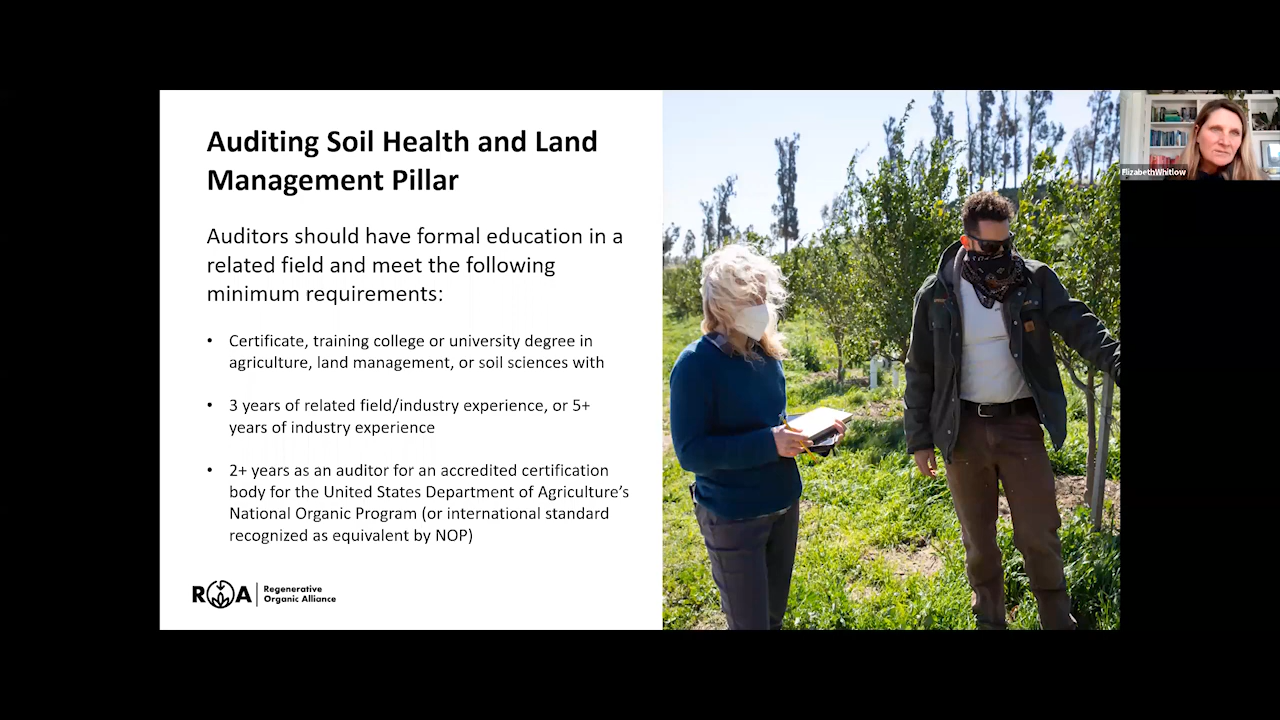 Auditing Soil Health and Land
Management Pillar
Auditors should have formal education in a
related field and meet the following
minimum requirements:
• Certificate, training college or university degree in
agriculture, land management, or soil sciences with
• 3 years of related field/industry experience, or 5+
years of industry experience
• 2+ years as an auditor for an accredited certification
body for the United States Department of Agriculture’s
National Organic Program (or international standard
recognized as equivalent by NOP)
ROA
Regenerative
Organic Alliance
ElizabethWhitlow